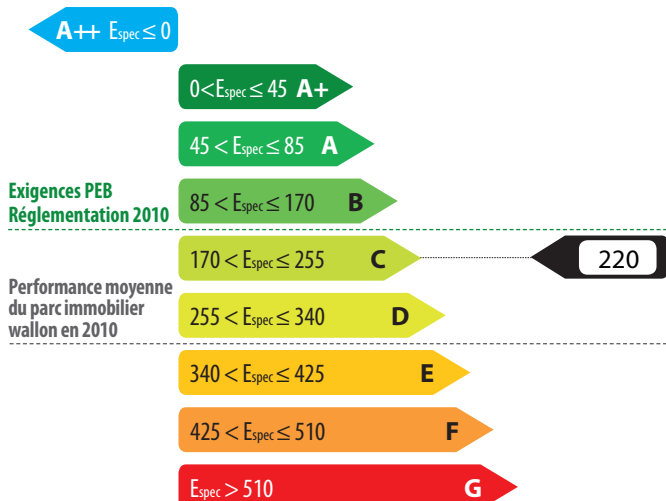 A++ Espec ≤ 0
0 < Espec ≤ 45 A+
45 < Espec ≤ 85 A
Exigences PEB
Réglementation 2010
85 < Espec ≤ 170 B
170 < Espec ≤ 255 C
220
Performance moyenne
du parc immobilier
wallon en 2010
255 < Espec ≤ 340 D
340 < Espec ≤ 425 E
425 < Espec ≤ 510 F
Espec > 510 G